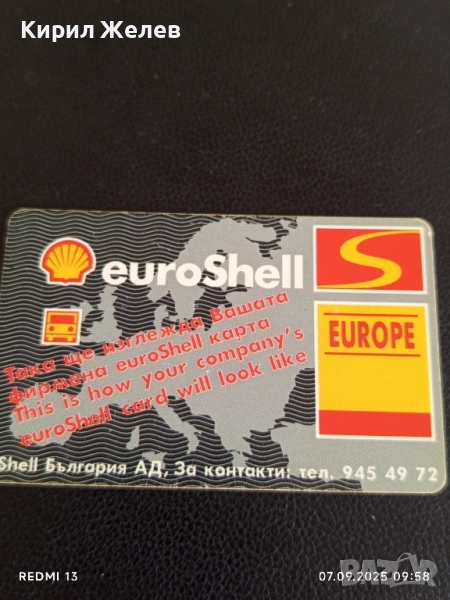 Кирил Желев
euroShell
S
EUROPE
Така ще изглежда Вашата
фирмена euroShell карта
This is how your company's
euroShell card will look like
Shell България АД, За контакти: тел. 945 49 72
REDMI 13
07.09.2025 09:58
BAZAR